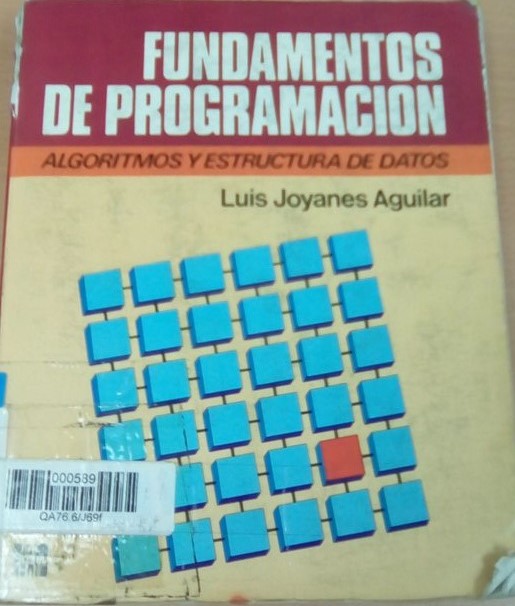 FUNDAMENTOS
DE PROGRAMACION
ALGORITMOS Y ESTRUCTURA DE DATOS
Luis Joyanes Aguilar
000539
QA76.6/J69f